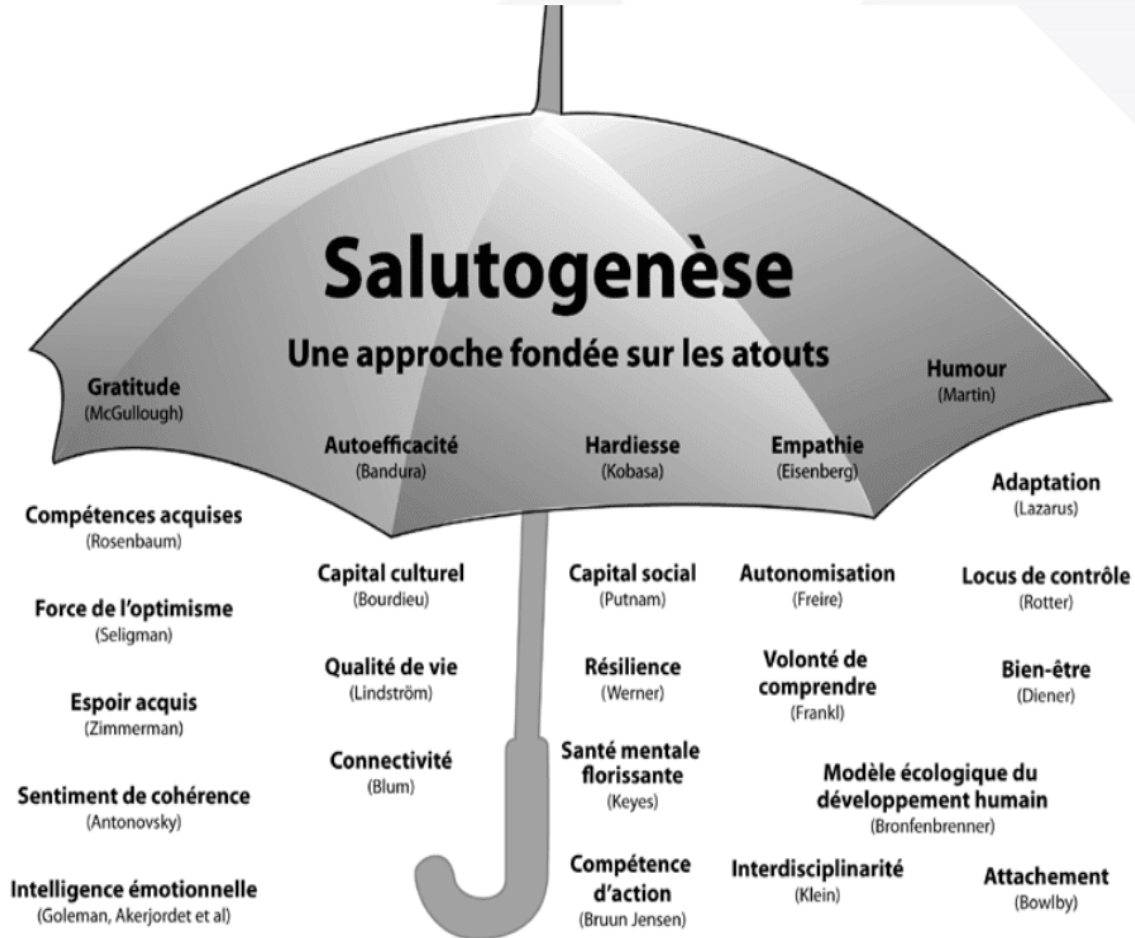 Salutogenèse
Une approche fondée sur les atouts
Gratitude
(McGullough)
Humour
(Martin)
Autoefficacité
(Bandura)
Hardiesse
(Kobasa)
Empathie
(Eisenberg)
Adaptation
(Lazarus)
Compétences acquises
(Rosenbaum)
Capital culturel
(Bourdieu)
Capital social
(Putnam)
Autonomisation
(Freire)
Locus de contrôle
(Rotter)
Force de l'optimisme
(Seligman)
Qualité de vie
(Lindström)
Résilience
(Werner)
Volonté de
comprendre
(Frankl)
Bien-être
(Diener)
Espoir acquis
(Zimmerman)
Connectivité
(Blum)
Santé mentale
florissante
(Keyes)
Modèle écologique du
développement humain
(Bronfenbrenner)
Sentiment de cohérence
(Antonovsky)
Compétence
d'action
(Bruun Jensen)
Interdisciplinarité
(Klein)
Attachement
(Bowlby)
Intelligence émotionnelle
(Goleman, Akerjordet et al)